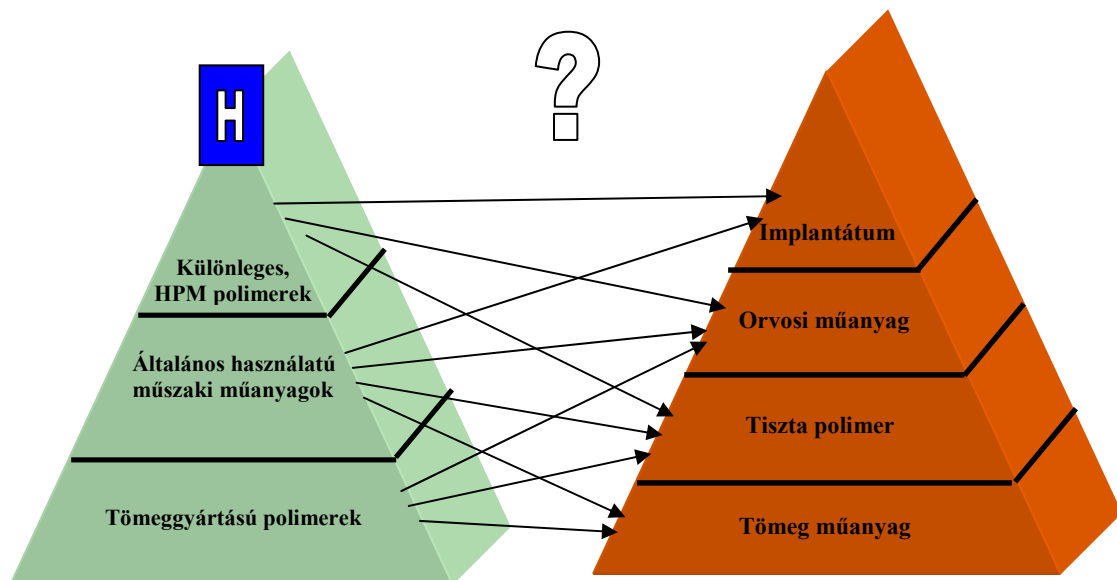 ?
H
Különleges,
HPM polimerek
Általános használatú
műszaki műanyagok
Tömeggyártású polimerek
Implantátum
Orvosi műanyag
Tiszta polimer
Tömeg műanyag